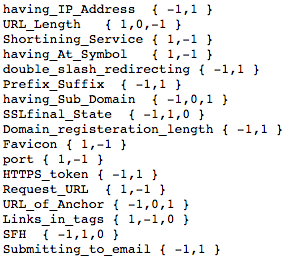 having_IP_Address { -1,1 }
URL_Length { 1,0,-1 }
Shortining_Service { 1,-1 }
having_At_Symbol { 1,-1 }
double_slash_redirecting { -1,1 }
Prefix_Suffix { -1,1 }
having_Sub_Domain { -1,0,1 }
SSLfinal_State { -1,1,0 }
Domain_registeration_length { -1,1 }
Favicon { 1,-1 }
port { 1,-1 }
HTTPS_token { -1,1 }
Request_URL { 1,-1 }
URL_of_Anchor { -1,0,1 }
Links_in_tags { 1,-1,0 }
SFH { -1,1,0 }
Submitting_to_email { -1,1 }